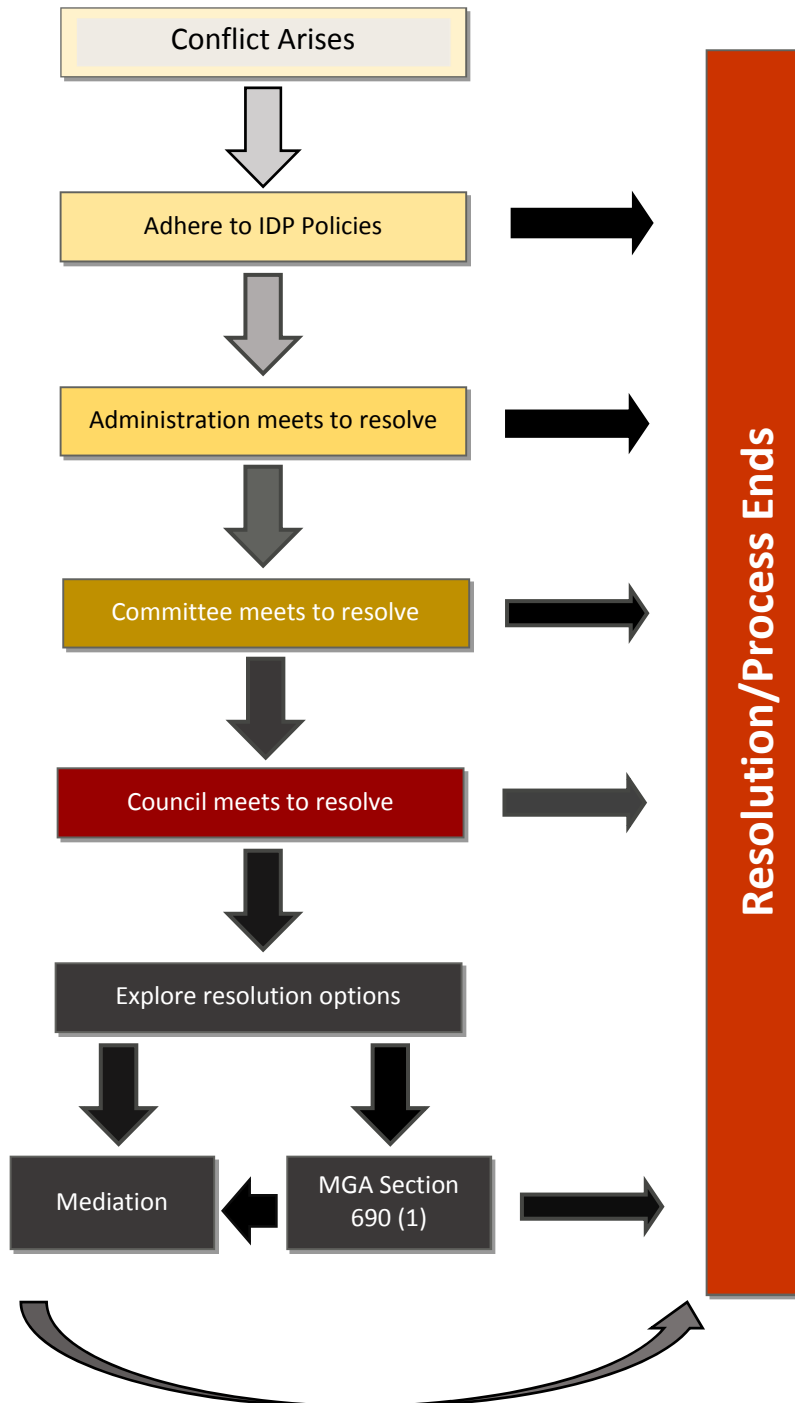 Conflict Arises
Adhere to IDP Policies
Administration meets to resolve
Committee meets to resolve
Council meets to resolve
Explore resolution options
Mediation
MGA Section
690 (1)
Resolution/Process Ends